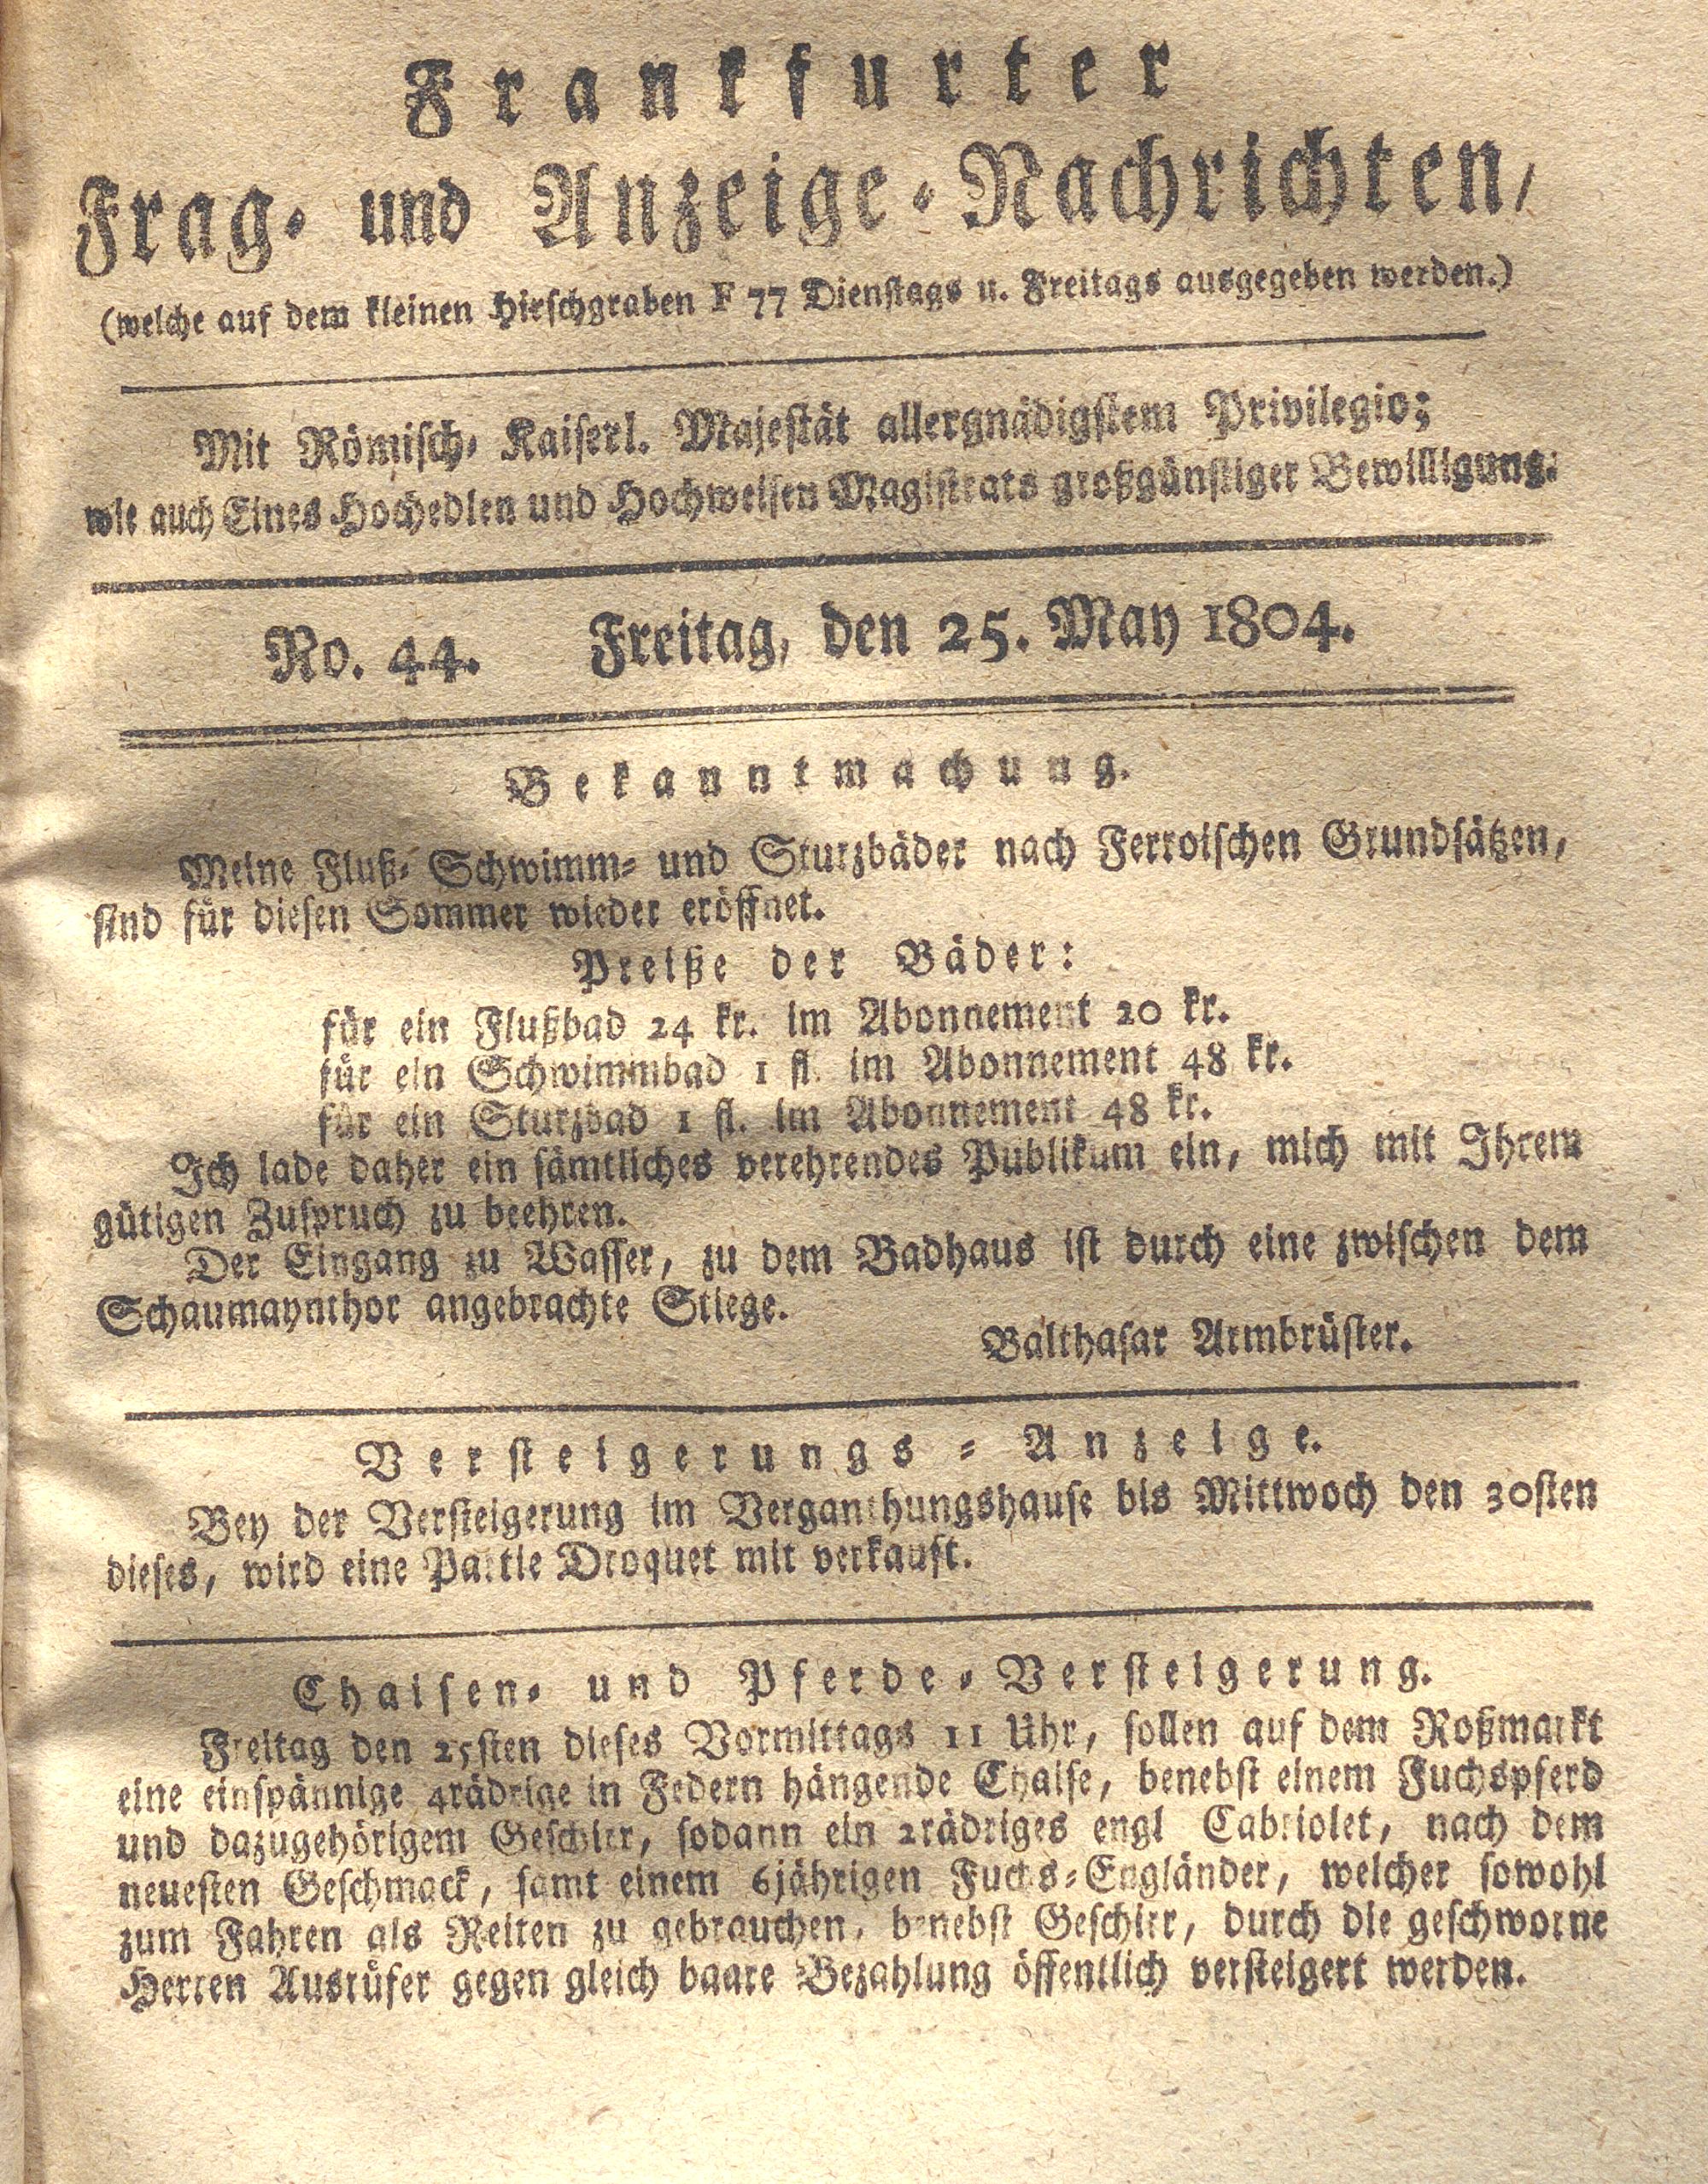 Frankfurter
Frag- und Anzeige-Nachrichten,
(welche auf dem kleinen Hirschgraben F 77 Dienstags u. Freitags ausgegeben werden.)
Mit Römisch- Kaiserl. Majestät allergnädigstem Privilegio;
wie auch Eines Hochedlen und Hochweisen Magistrats großgünstiger Bewilligung.
No. 44. Freitag, den 25. May 1804.
Bekanntmachung.
Meine Fluß- Schwimm- und Sturzbäder nach Ferroischen Grundsätzen,
sind für diesen Sommer wieder eröffnet.
Preiße der Bäder:
für ein Flußbad 24 kr. im Abonnement 20 kr.
für ein Schwimmbad 1 fl. im Abonnement 48 kr.
für ein Sturzbad 1 fl. im Abonnement 48 kr.
Ich lade daher ein sämtliches verehrendes Publikum ein, mich mit Ihrem
gütigen Zuspruch zu beehren.
Der Eingang zu Wasser, zu dem Badhaus ist durch eine zwischen dem
Schaumaynthor angebrachte Stiege.
Balthasar Armbrüster.
Versteigerungs-Anzeige.
Bey der Versteigerung im Verganthungshause bis Mittwoch den 30sten
dieses, wird eine Partie Droquet mit verkauft.
Chaisen- und Pferde-Versteigerung.
Freitag den 25sten dieses Vormittags 11 Uhr, sollen auf dem Roßmarkt
eine einspännige 4rädrige in Federn hängende Chaise, benebst einem Fuchspferd
und dazugehörigem Geschirr, sodann ein 2rädriges engl Cabriolet, nach dem
neuesten Geschmack, samt einem 6jährigen Fuchs-Engländer, welcher sowohl
zum Fahren als Reiten zu gebrauchen, benebst Geschirr, durch die geschworne
Herren Ausrüfer gegen gleich baare Bezahlung öffentlich versteigert werden.